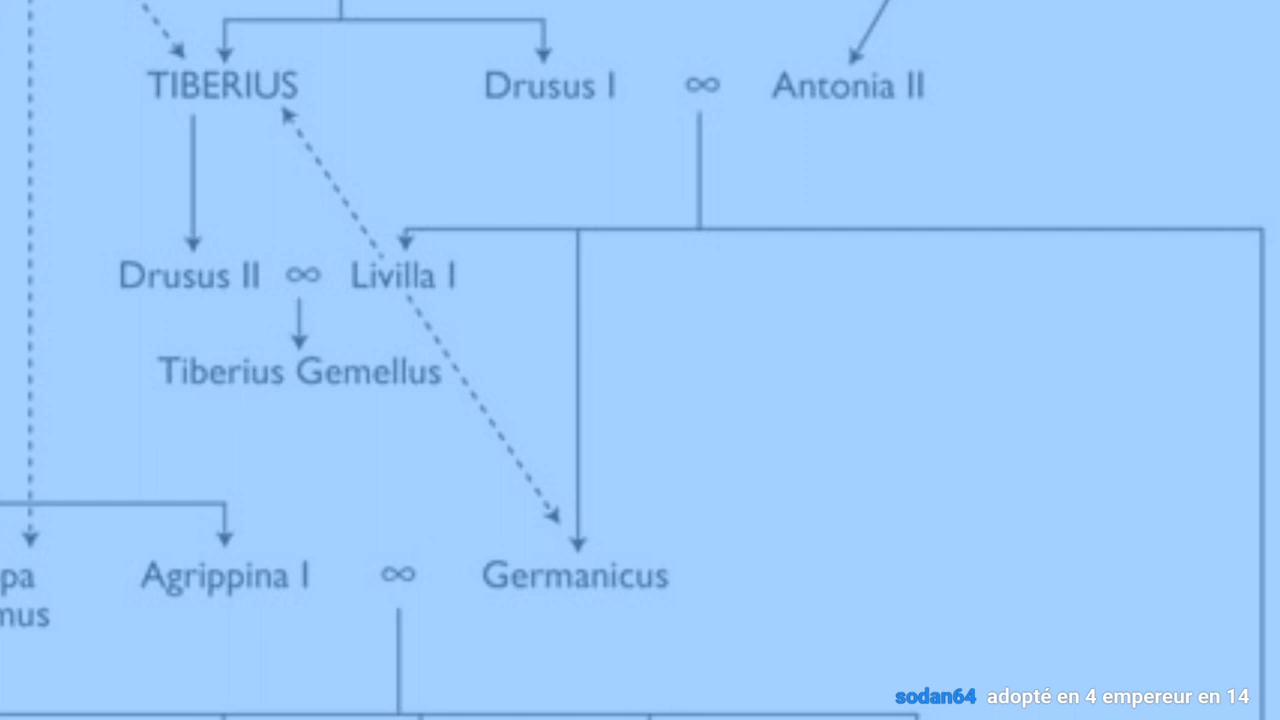 TIBERIUS Drusus I ∞ Antonia II
Drusus II ∞ Livilla I
Tiberius Gemellus
Agrippina I ∞ Germanicus
sodan64 adopté en 4 empereur en 14